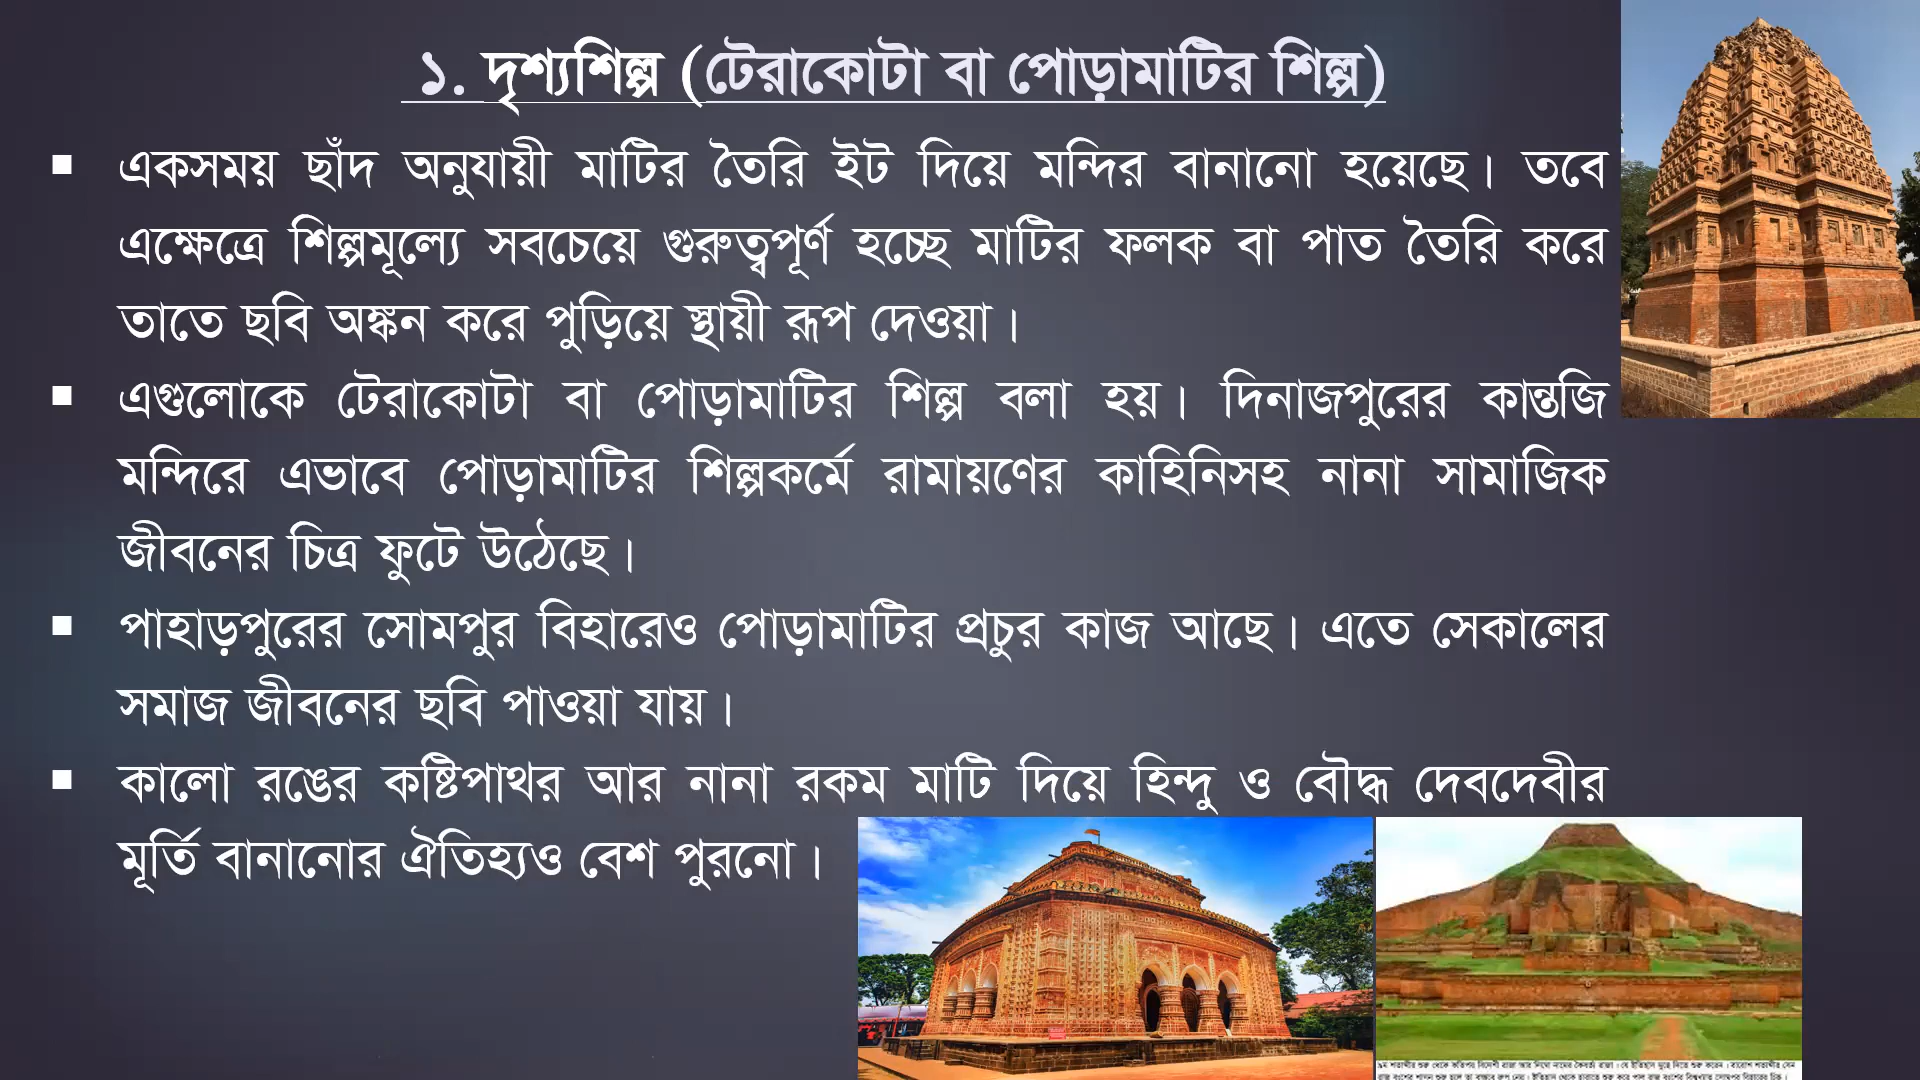 ১. দৃশ্যশিল্প (টেরাকোটা বা পোড়ামাটির শিল্প)
▪ একসময় ছাঁদ অনুযায়ী মাটির তৈরি ইট দিয়ে মন্দির বানানো হয়েছে। তবে
এক্ষেত্রে শিল্পমূল্যে সবচেয়ে গুরুত্বপূর্ণ হচ্ছে মাটির ফলক বা পাত তৈরি করে
তাতে ছবি অঙ্কন করে পুড়িয়ে স্থায়ী রূপ দেওয়া।
▪ এগুলোকে টেরাকোটা বা পোড়ামাটির শিল্প বলা হয়। দিনাজপুরের কান্তজি
মন্দিরে এভাবে পোড়ামাটির শিল্পকর্মে রামায়ণের কাহিনিসহ নানা সামাজিক
জীবনের চিত্র ফুটে উঠেছে।
▪ পাহাড়পুরের সোমপুর বিহারেও পোড়ামাটির প্রচুর কাজ আছে। এতে সেকালের
সমাজ জীবনের ছবি পাওয়া যায়।
▪ কালো রঙের কষ্টিপাথর আর নানা রকম মাটি দিয়ে হিন্দু ও বৌদ্ধ দেবদেবীর
মূর্তি বানানোর ঐতিহ্যও বেশ পুরনো।